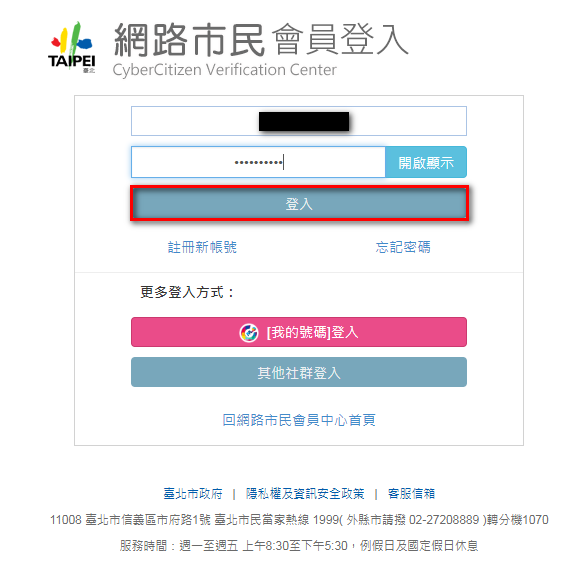 TAIPEI
臺北
網路市民 會員登入
CyberCitizen Verification Center
••••••••••
開啟顯示
登入
註冊新帳號
忘記密碼
更多登入方式：
[我的號碼]登入
其他社群登入
回網路市民會員中心首頁
臺北市政府 | 隱私權及資訊安全政策 | 客服信箱
11008 臺北市信義區市府路1號 臺北市民當家熱線 1999( 外縣市請撥 02-27208889 )轉分機1070
服務時間：週一至週五 上午8:30至下午5:30，例假日及國定假日休息